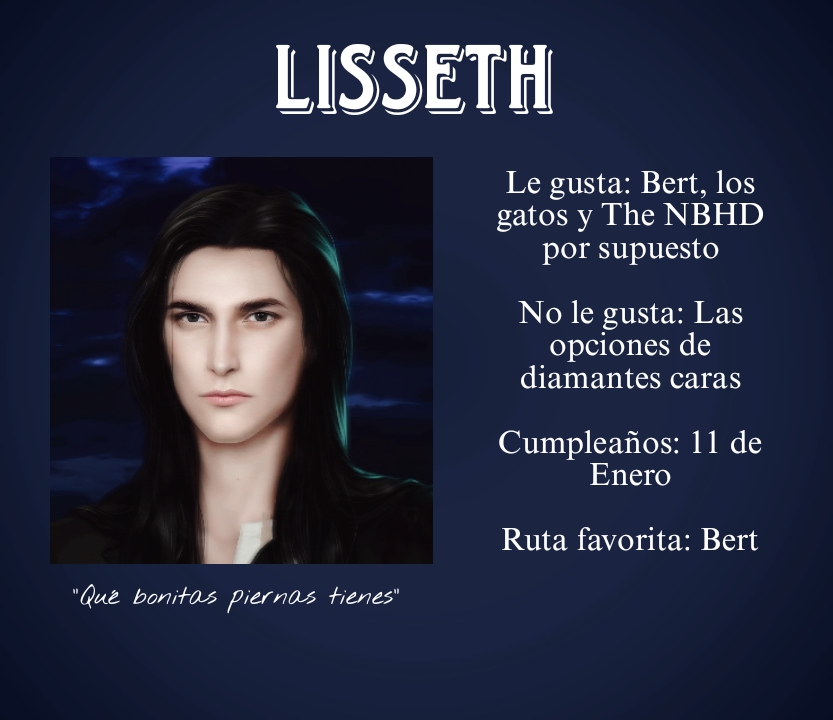 LISSETH
Le gusta: Bert, los
gatos y The NBHD
por supuesto
No le gusta: Las
opciones de
diamantes caras
Cumpleaños: 11 de
Enero
Ruta favorita: Bert
"Qué bonitas piernas tienes"